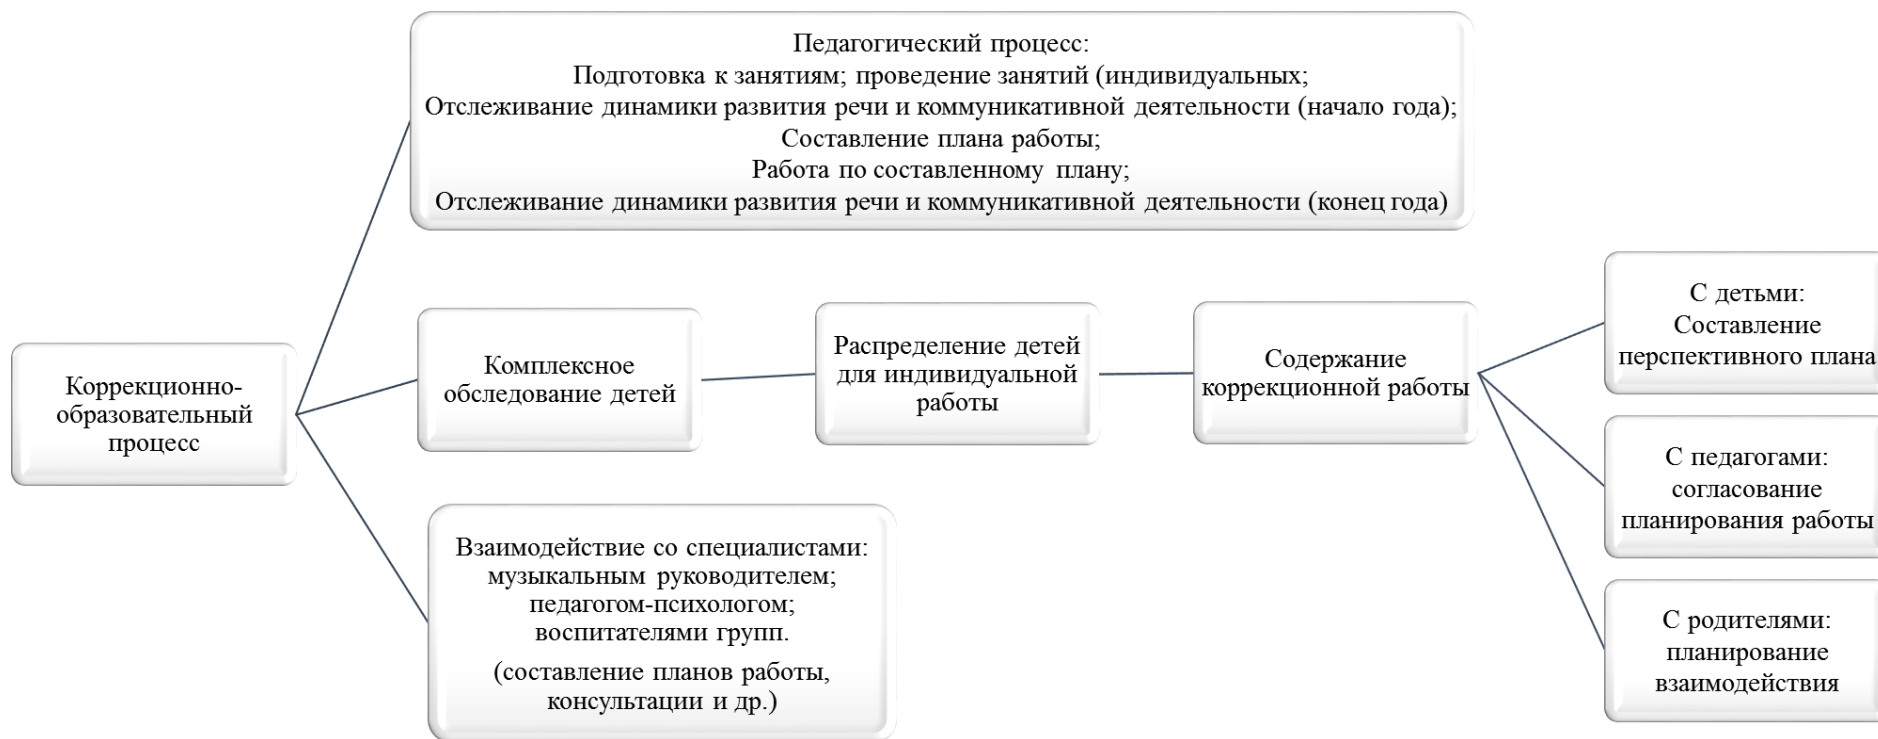 Педагогический процесс:
Подготовка к занятиям; проведение занятий (индивидуальных;
Отслеживание динамики развития речи и коммуникативной деятельности (начало года);
Составление плана работы;
Работа по составленному плану;
Отслеживание динамики развития речи и коммуникативной деятельности (конец года)
Коррекционно-
образовательный
процесс
Комплексное
обследование детей
Распределение детей
для индивидуальной
работы
Содержание
коррекционной работы
С детьми:
Составление
перспективного плана
С педагогами:
согласование
планирования работы
С родителями:
планирование
взаимодействия
Взаимодействие со специалистами:
музыкальным руководителем;
педагогом-психологом;
воспитателями групп.
(составление планов работы,
консультации и др.)